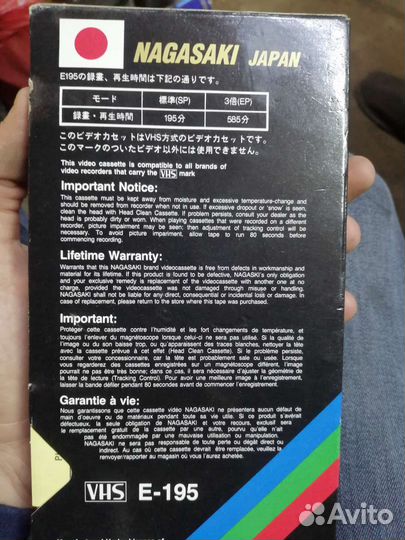 NAGASAKI JAPAN
E195の録畫、再生時間は下記の通りです。
モード 標準(SP) 3倍(EP)
録畫・再生時間 195分 585分
このビデオカセットはVHS方式のビデオカセットです。
このマークのついたビデオ以外には使用できません。
This video cassette is compatible to all brands of
video recorders that carry the VHS mark
Important Notice:
This cassette must be kept away from moisture and excessive temperature-change and
should be removed from recorder when not in use. If excessive dropout or 'snow' is seen,
clean the head with Head Clean Cassette. If problem persists, consult your dealer as the
head is probably dirty or worn. When playing cassettes that were recorded on a different
recorder, picture impairment may be seen; then adjustment of tracking control will be
necessary. To avoid picture impairment, allow tape to run 80 seconds before
commencing recording.
Lifetime Warranty:
Warrants that this NAGASAKI brand videocassette is free from defects in workmanship and
material for its lifetime. If this product is found to be defective, NAGASKI's only obligation
and your exclusive remedy is replacement of the videocassette with another one at no
charge, provided the videocassette was not damaged through misuse or handling.
NAGASAKI shall not be liable for any direct, consequential or incidental loss or damage. In
case of replacement, please return to the store where this tape was purchased.
Important:
Protéger cette cassette contre l'humidité et les fort changements de température, et
toujours l'enlever du magnétoscope lorsque celui-ci ne sert pas. Si la qualité de
l'image ou du son baisse trop, ou qu'apparaissent des traces blanches, nettoyer la tête
avec la cassette prévue à cet effet (Head Clean Cassette). Si le problème persiste,
consulter votre concessionnaire, car la tête est probablement sale ou usée. Lorsque
vous regarderez des cassettes enregistrées sur un magnétoscope différent, l'image
pourrait ne pas être très bonne; dans ce cas, il sera nécessaire d'ajuster la géométrie de
la tête de lecture (Tracking Control). Pour avoir une meilleure image à l'enregistrement,
laisser la bande défiler pendant 80 secondes avant de commencer l'enregistrement.
Garantie à vie:
Nous garantissons que cette cassette vidéo NAGASAKI ne présentera aucun défaut de
main d'œuvre ou de matériaux pendant toute sa vie utile. Si ce produit s'avérait
défectueux, la seule obligation de NAGASAKI et votre recours, exclusif sera
le remplacement gratuit de la cassette par une autre, pourvu qu'elle
n'ait pas été endommagée par une mauvaise utilisation ou manipulation.
NAGASAKI ne sera pas responsable de toute perte ou dégât direct ou
indirect. Au cas où la cassette devait être remplacée, veuillez la
renvoyer/rapporter au magasin où vous l'avez achetée.
VHS E-195
Avito